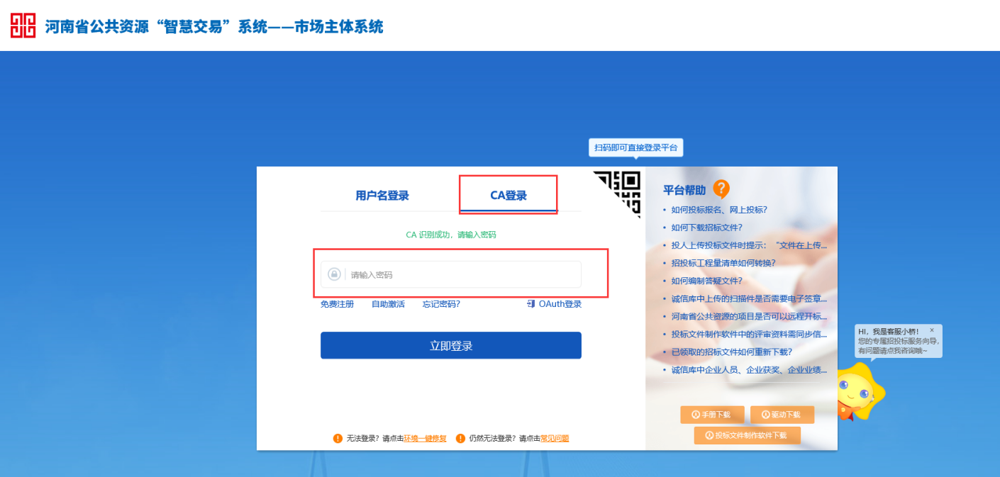 河南省公共资源“智慧交易”系统——市场主体系统
扫码即可直接登录平台
用户名登录
CA登录
CA 识别成功，请输入密码
请输入密码
免费注册 自助激活 忘记密码? OAuth登录
立即登录
无法登录？请点击环境一键修复 仍然无法登录？请点击常见问题
平台帮助
• 如何投标报名、网上投标?
• 如何下载招标文件?
• 投人上传投标文件时提示：“文件在上传...
• 招投标工程量清单如何转换?
• 如何编制答疑文件?
• 诚信库中上传的扫描件是否需要电子签章...
• 河南省公共资源的项目是否可以远程开标...
• 投标文件制作软件中的评审资料需同步信...
• 已领取的招标文件如何重新下载?
• 诚信库中企业人员、企业获奖、企业业绩...
手册下载 驱动下载
投标文件制作软件下载
HI，我是客服小桥! ×
您的专属招投标服务向导，
有问题请点我咨询哦~